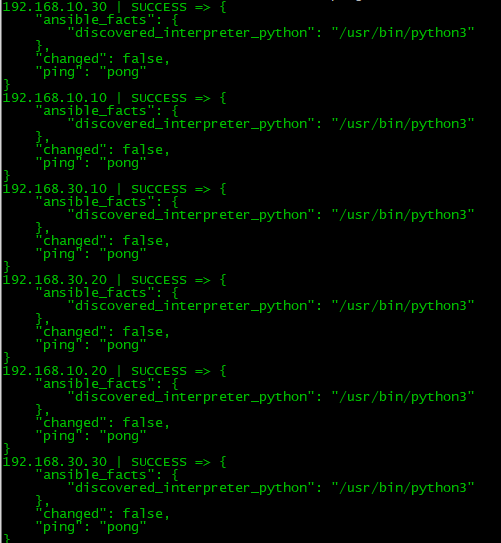 192.168.10.30 | SUCCESS => {
    "ansible_facts": {
        "discovered_interpreter_python": "/usr/bin/python3"
    },
    "changed": false,
    "ping": "pong"
}
192.168.10.10 | SUCCESS => {
    "ansible_facts": {
        "discovered_interpreter_python": "/usr/bin/python3"
    },
    "changed": false,
    "ping": "pong"
}
192.168.30.10 | SUCCESS => {
    "ansible_facts": {
        "discovered_interpreter_python": "/usr/bin/python3"
    },
    "changed": false,
    "ping": "pong"
}
192.168.30.20 | SUCCESS => {
    "ansible_facts": {
        "discovered_interpreter_python": "/usr/bin/python3"
    },
    "changed": false,
    "ping": "pong"
}
192.168.10.20 | SUCCESS => {
    "ansible_facts": {
        "discovered_interpreter_python": "/usr/bin/python3"
    },
    "changed": false,
    "ping": "pong"
}
192.168.30.30 | SUCCESS => {
    "ansible_facts": {
        "discovered_interpreter_python": "/usr/bin/python3"
    },
    "changed": false,
    "ping": "pong"
}